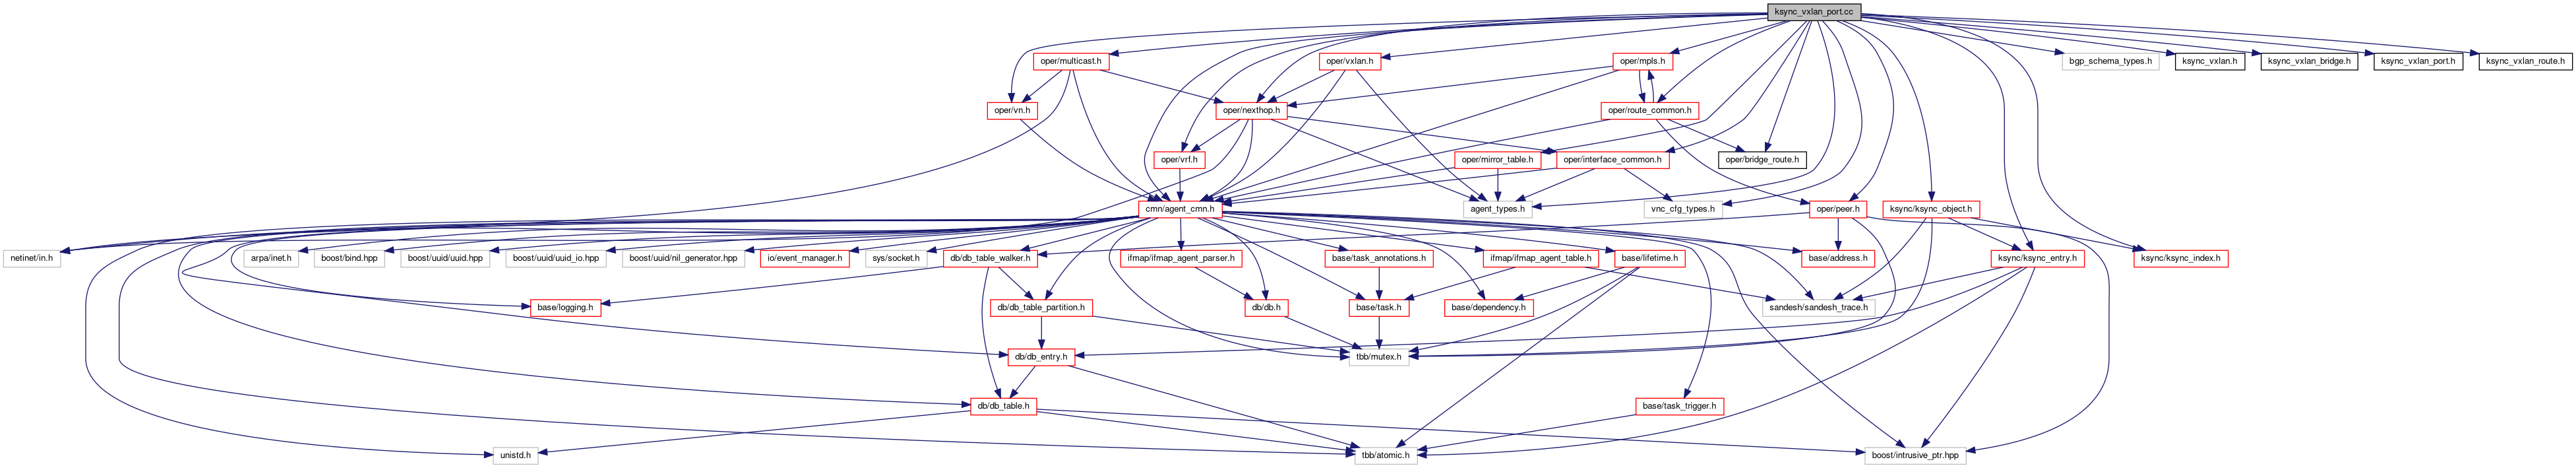 ksync_vxlan_port.cc
oper/multicast.h
oper/vxlan.h
oper/mpls.h
bgp_schema_types.h
ksync_vxlan.h
ksync_vxlan_bridge.h
ksync_vxlan_port.h
ksync_vxlan_route.h
oper/vn.h
oper/nexthop.h
oper/route_common.h
oper/vrf.h
oper/mirror_table.h
oper/interface_common.h
oper/bridge_route.h
cmn/agent_cmn.h
agent_types.h
vnc_cfg_types.h
oper/peer.h
ksync/ksync_object.h
netinet/in.h
arpa/inet.h
boost/bind.hpp
boost/uuid/uuid.hpp
boost/uuid/uuid_io.hpp
boost/uuid/nil_generator.hpp
io/event_manager.h
sys/socket.h
db/db_table_walker.h
ifmap/ifmap_agent_parser.h
base/task_annotations.h
ifmap/ifmap_agent_table.h
base/lifetime.h
base/address.h
ksync/ksync_entry.h
ksync/ksync_index.h
base/logging.h
db/db_table_partition.h
db/db.h
base/task.h
base/dependency.h
sandesh/sandesh_trace.h
db/db_entry.h
tbb/mutex.h
db/db_table.h
base/task_trigger.h
unistd.h
tbb/atomic.h
boost/intrusive_ptr.hpp